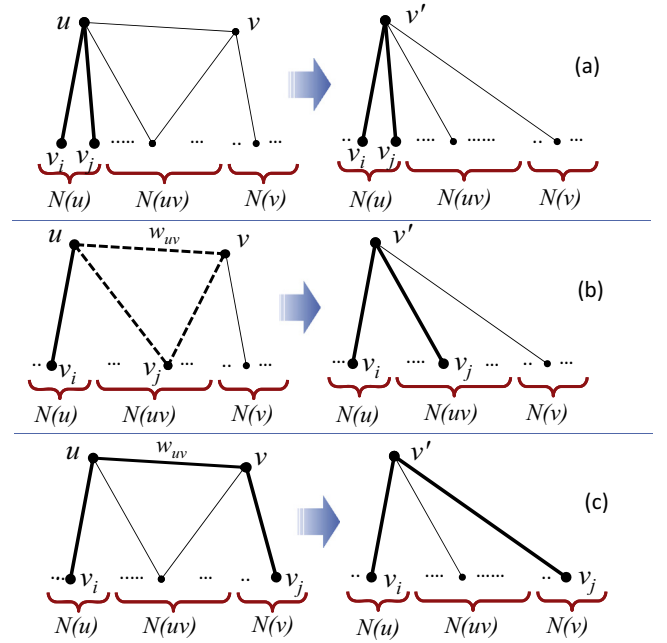 u v v' (a)
..... ... .. ... .. .... ...... .. ...
v_i v_j v_i v_j
N(u) N(uv) N(v) N(u) N(uv) N(v)
u w_uv v v' (b)
.. v_i ... v_j ... .. ... ... v_i .... v_j ... .. ...
N(u) N(uv) N(v) N(u) N(uv) N(v)
u w_uv v v' (c)
... v_i ..... ... .. v_j .. v_i .... ...... .. v_j
N(u) N(uv) N(v) N(u) N(uv) N(v)